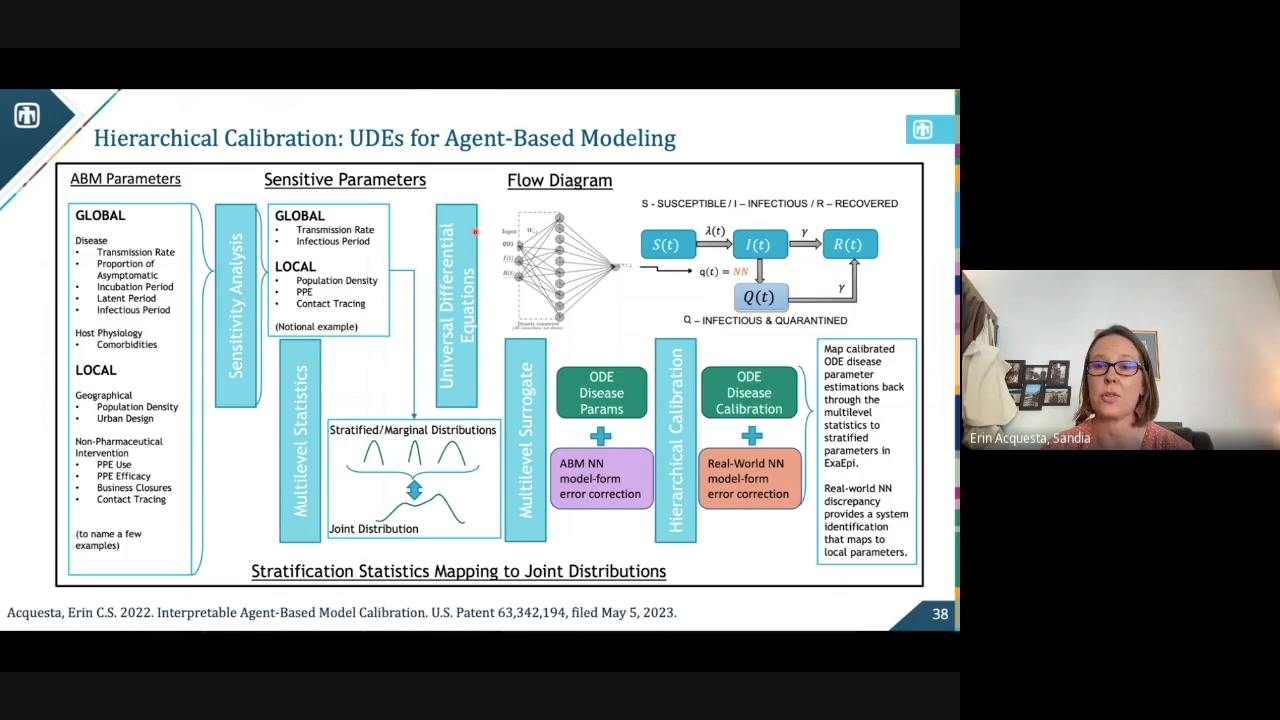 Hierarchical Calibration: UDEs for Agent-Based Modeling
ABM Parameters
GLOBAL
Disease
• Transmission Rate
• Proportion of
Asymptomatic
• Incubation Period
• Latent Period
• Infectious Period
Host Physiology
• Comorbidities
LOCAL
Geographical
• Population Density
• Urban Design
Non-Pharmaceutical
Intervention
• PPE Use
• PPE Efficacy
• Business Closures
• Contact Tracing
(to name a few
examples)
Sensitivity Analysis
Sensitive Parameters
GLOBAL
• Transmission Rate
• Infectious Period
LOCAL
• Population Density
• PPE
• Contact Tracing
(Notional example)
Multilevel Statistics
Universal Differential
Equations
Stratified/Marginal Distributions
Joint Distribution
Flow Diagram
Input
S - SUSCEPTIBLE / I – INFECTIOUS / R – RECOVERED
S(t)
λ(t)
I(t)
γ
R(t)
q(t) = NN
Q(t)
γ
Q – INFECTIOUS & QUARANTINED
Multilevel Surrogate
ODE
Disease
Params
ABM NN
model-form
error correction
Hierarchical Calibration
ODE
Disease
Calibration
Real-World NN
model-form
error correction
Map calibrated
ODE disease
parameter
estimations back
through the
multilevel
statistics to
stratified
parameters in
ExaEpi.
Real-world NN
discrepancy
provides a system
identification
that maps to
local parameters.
Stratification Statistics Mapping to Joint Distributions
Acquesta, Erin C.S. 2022. Interpretable Agent-Based Model Calibration. U.S. Patent 63,342,194, filed May 5, 2023.
38
Erin Acquesta, Sandia